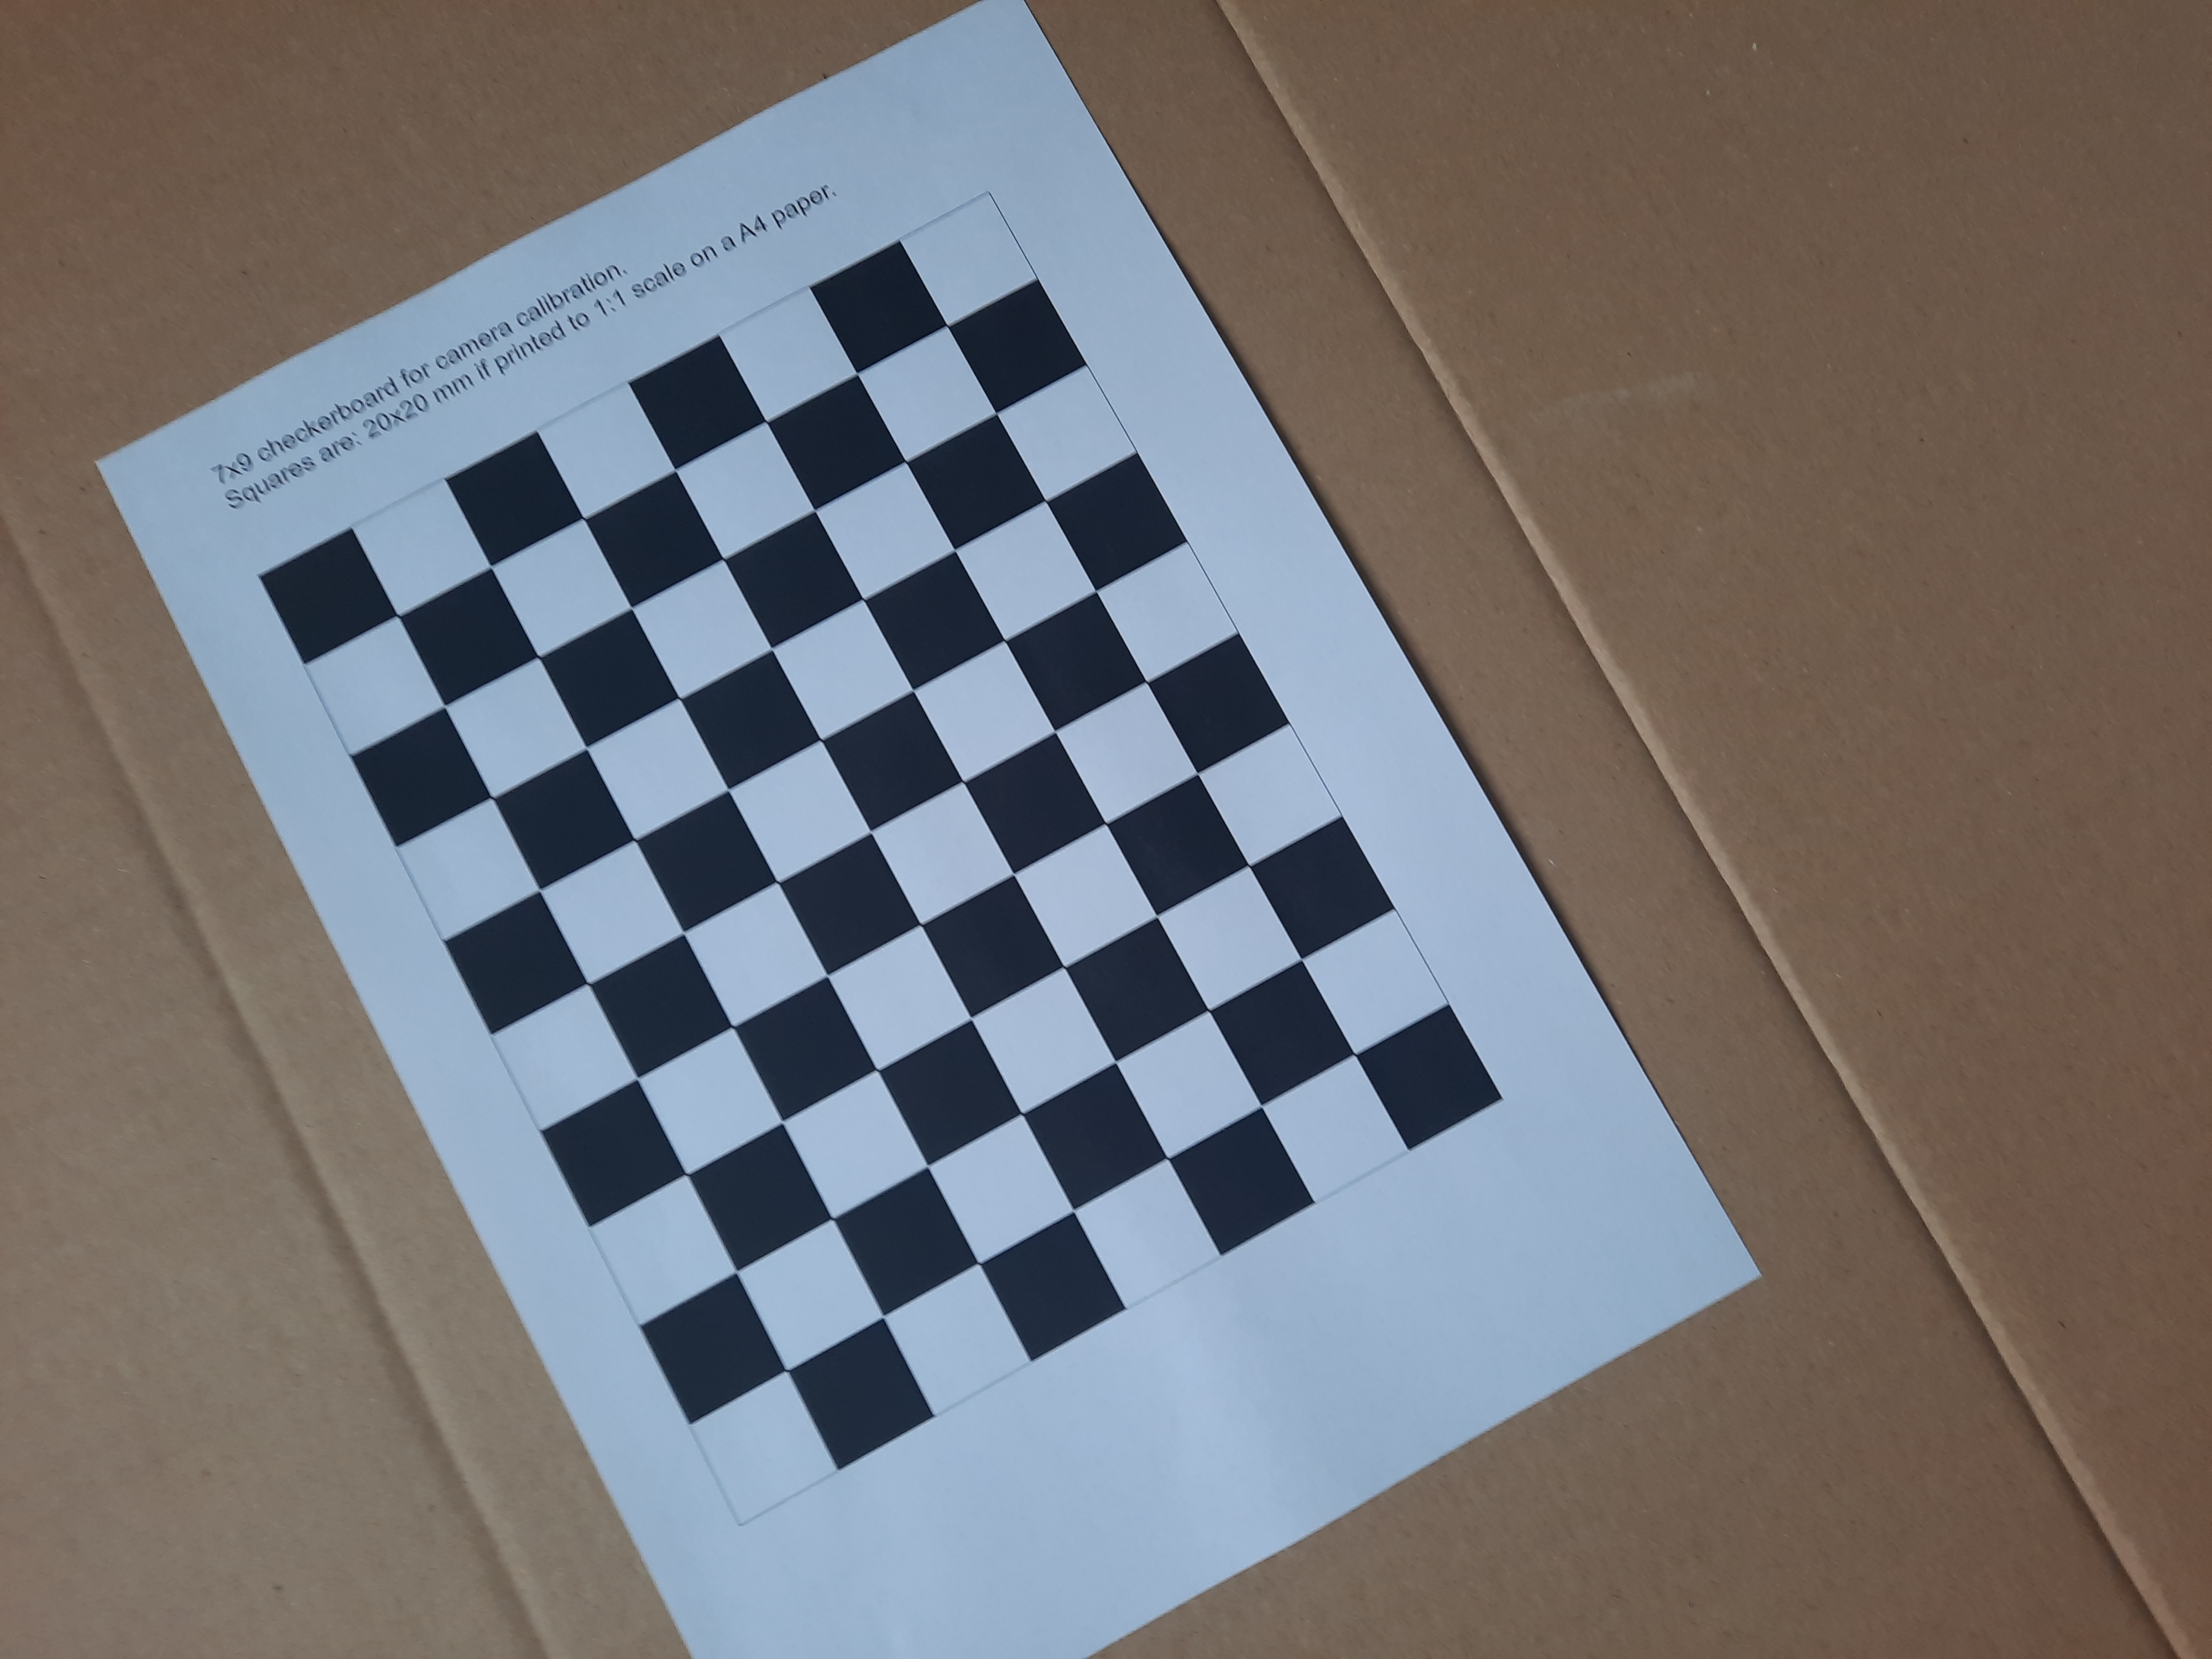 7x9 checkerboard for camera calibration.
Squares are: 20x20 mm if printed to 1:1 scale on a A4 paper.